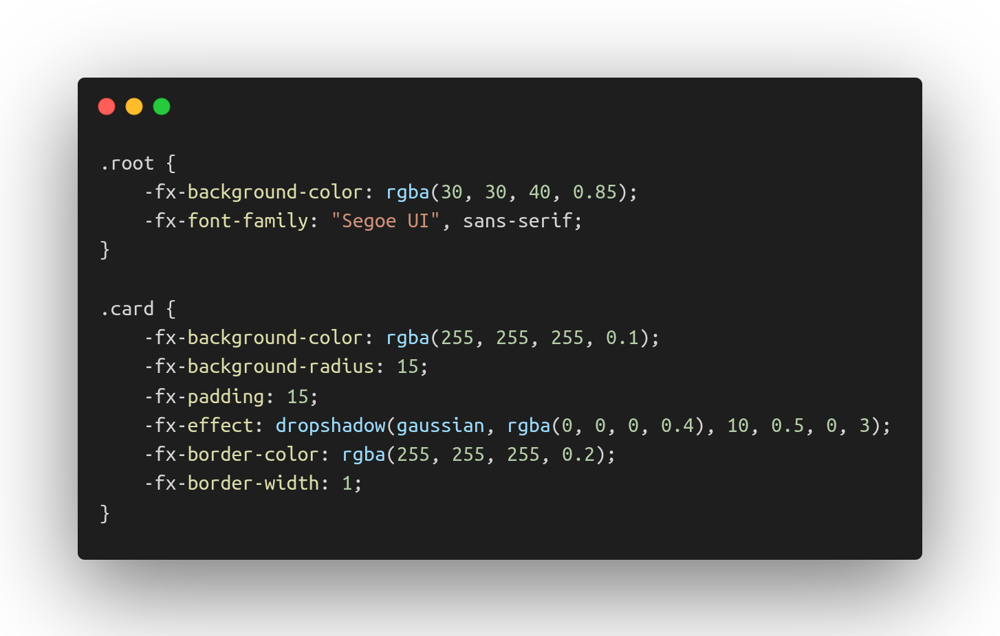 .root {
    -fx-background-color: rgba(30, 30, 40, 0.85);
    -fx-font-family: "Segoe UI", sans-serif;
}

.card {
    -fx-background-color: rgba(255, 255, 255, 0.1);
    -fx-background-radius: 15;
    -fx-padding: 15;
    -fx-effect: dropshadow(gaussian, rgba(0, 0, 0, 0.4), 10, 0.5, 0, 3);
    -fx-border-color: rgba(255, 255, 255, 0.2);
    -fx-border-width: 1;
}